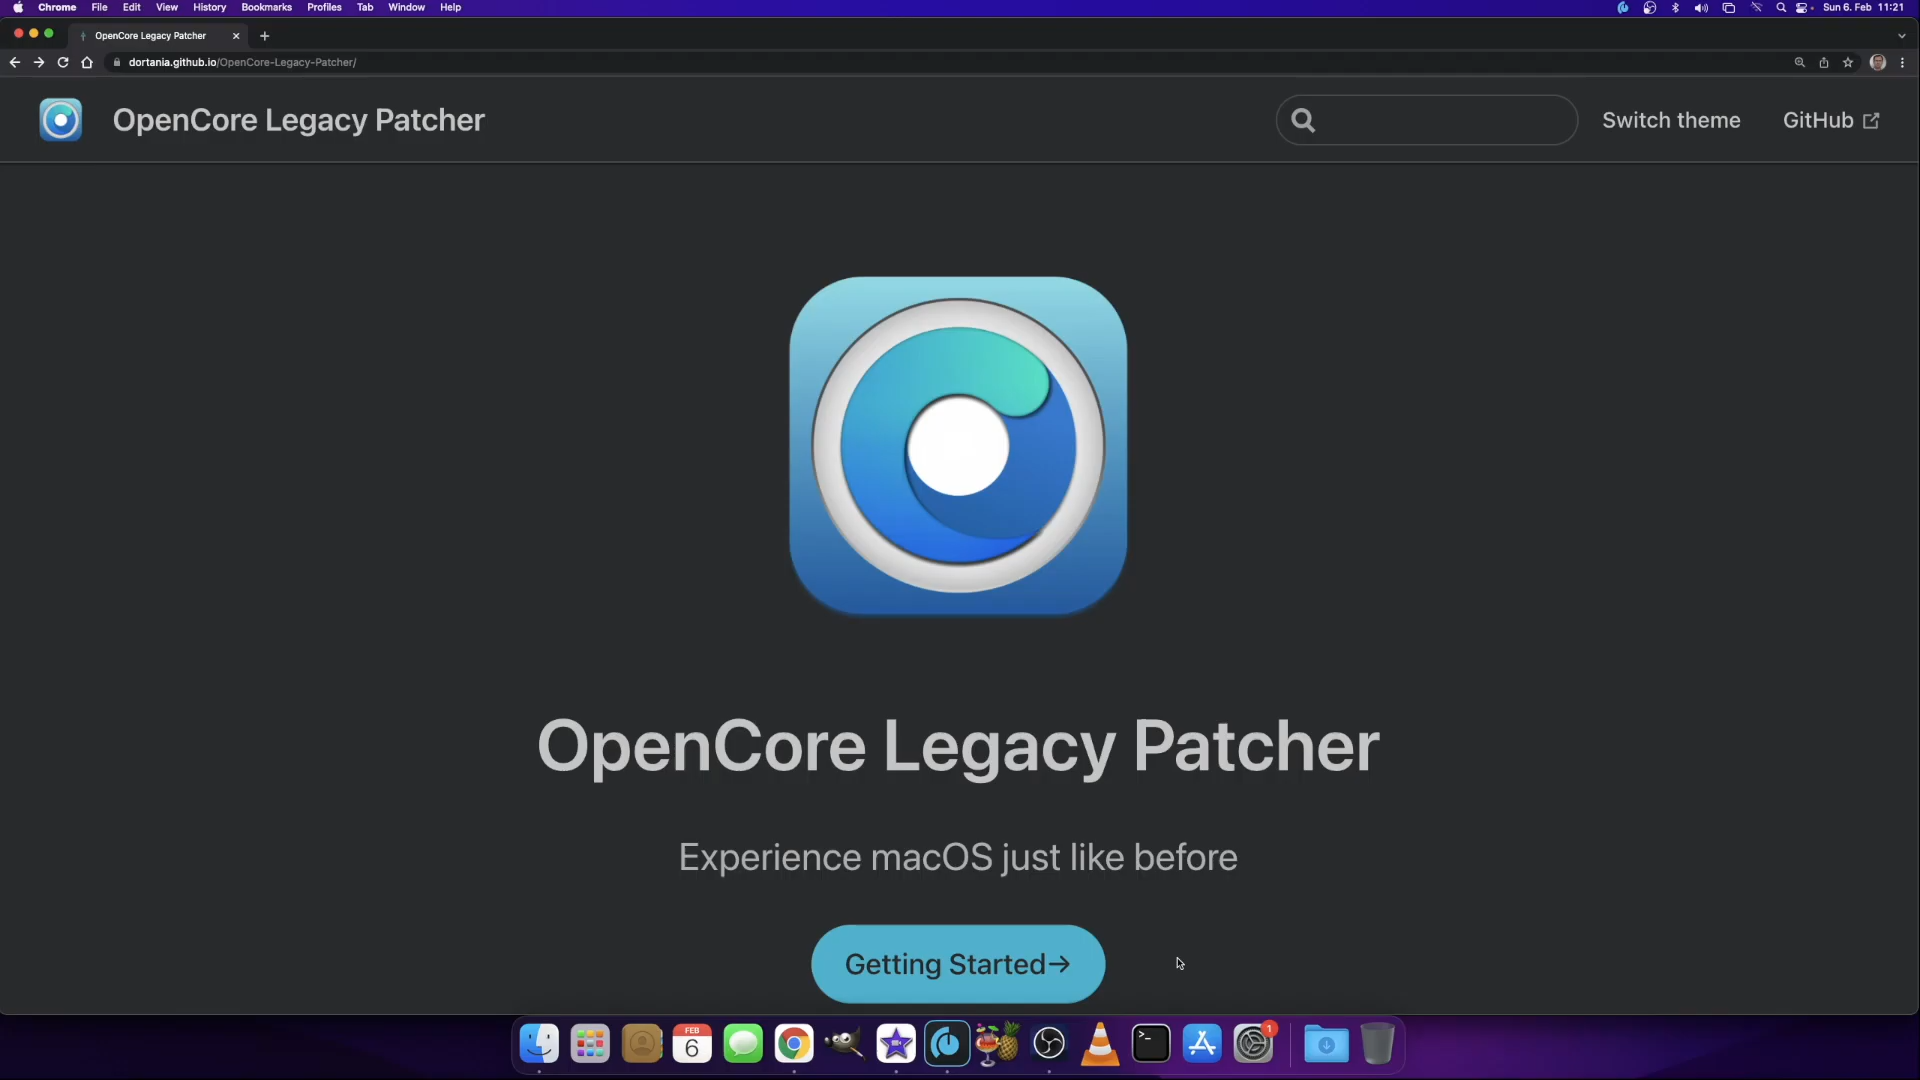 Chrome File Edit View History Bookmarks Profiles Tab Window Help Sun 6. Feb 11:21
OpenCore Legacy Patcher
dortania.github.io/OpenCore-Legacy-Patcher/
OpenCore Legacy Patcher
Switch theme
GitHub
OpenCore Legacy Patcher
Experience macOS just like before
Getting Started→
FEB
6
1